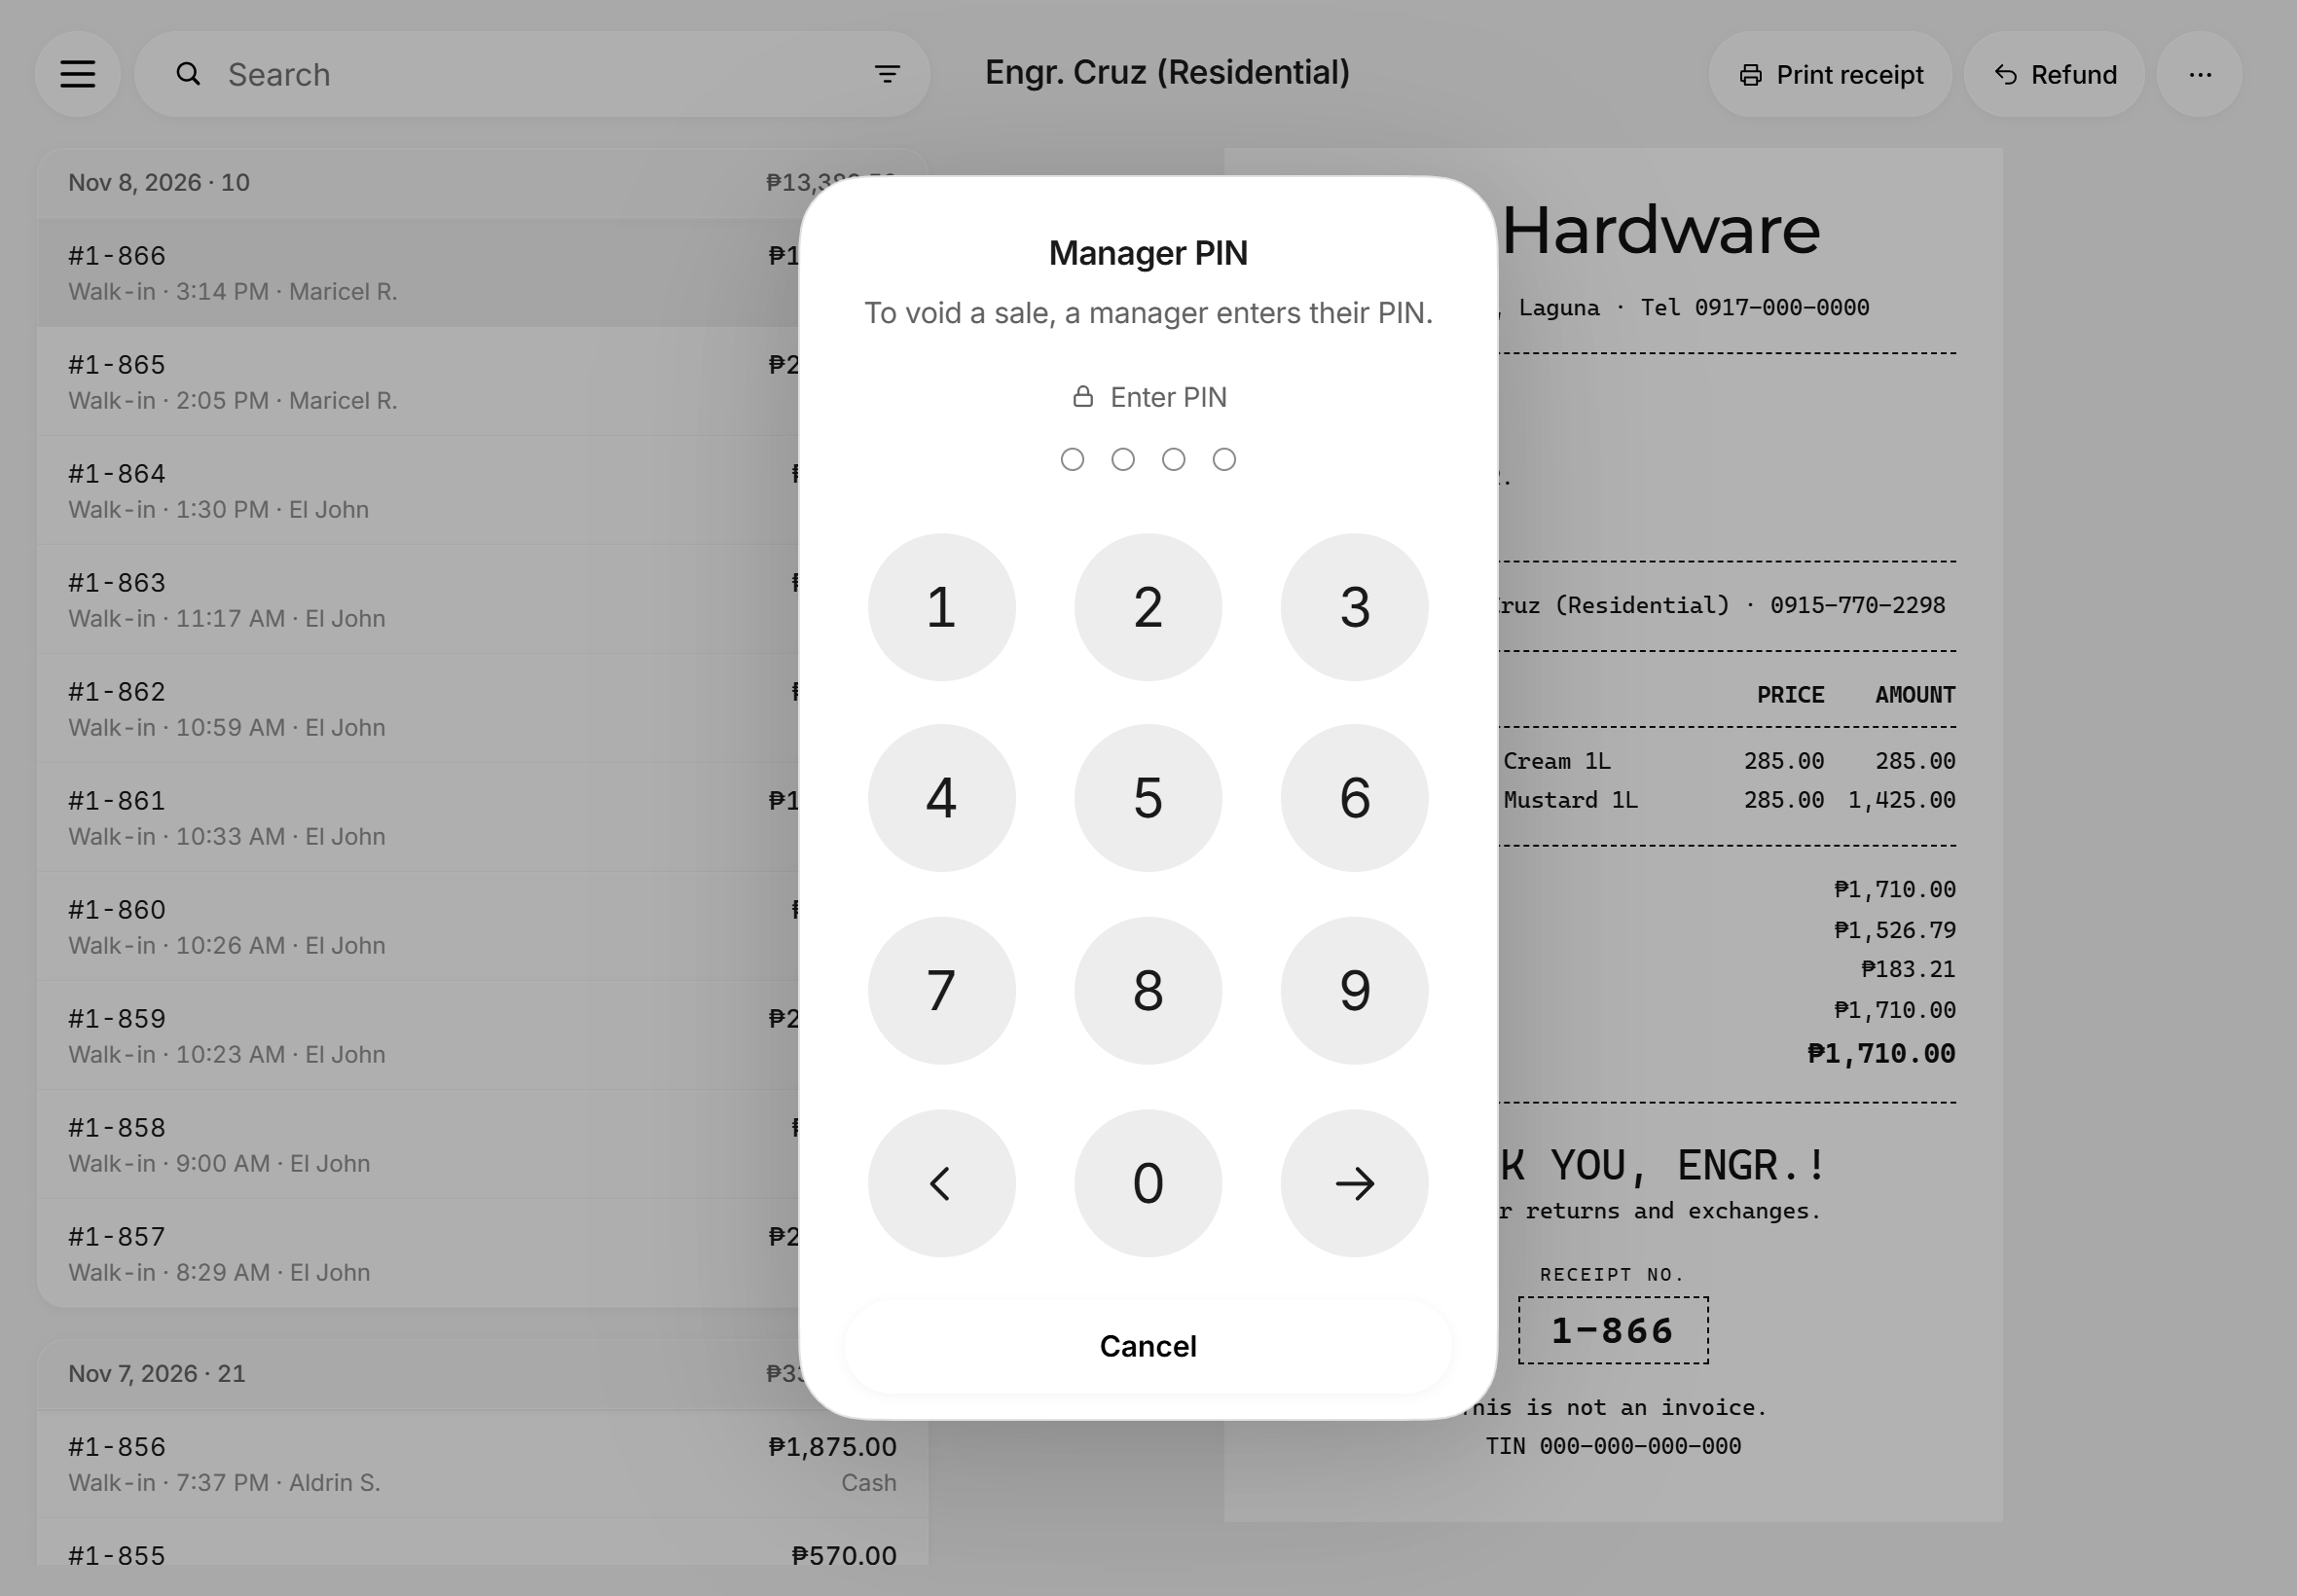 Search
Engr. Cruz (Residential)
Print receipt
Refund
Nov 8, 2026 · 10
#1-866
Walk-in · 3:14 PM · Maricel R.
#1-865
Walk-in · 2:05 PM · Maricel R.
#1-864
Walk-in · 1:30 PM · El John
#1-863
Walk-in · 11:17 AM · El John
#1-862
Walk-in · 10:59 AM · El John
#1-861
Walk-in · 10:33 AM · El John
#1-860
Walk-in · 10:26 AM · El John
#1-859
Walk-in · 10:23 AM · El John
#1-858
Walk-in · 9:00 AM · El John
#1-857
Walk-in · 8:29 AM · El John
Nov 7, 2026 · 21
#1-856 ₱1,875.00
Walk-in · 7:37 PM · Aldrin S. Cash
#1-855 ₱570.00
Manager PIN
To void a sale, a manager enters their PIN.
Enter PIN
1 2 3
4 5 6
7 8 9
0
Cancel
Hardware
Laguna · Tel 0917-000-0000
(Residential) · 0915-770-2298
PRICE AMOUNT
Cream 1L 285.00 285.00
Mustard 1L 285.00 1,425.00
₱1,710.00
₱1,526.79
₱183.21
₱1,710.00
₱1,710.00
YOU, ENGR.!
returns and exchanges.
RECEIPT NO.
1-866
is not an invoice.
TIN 000-000-000-000